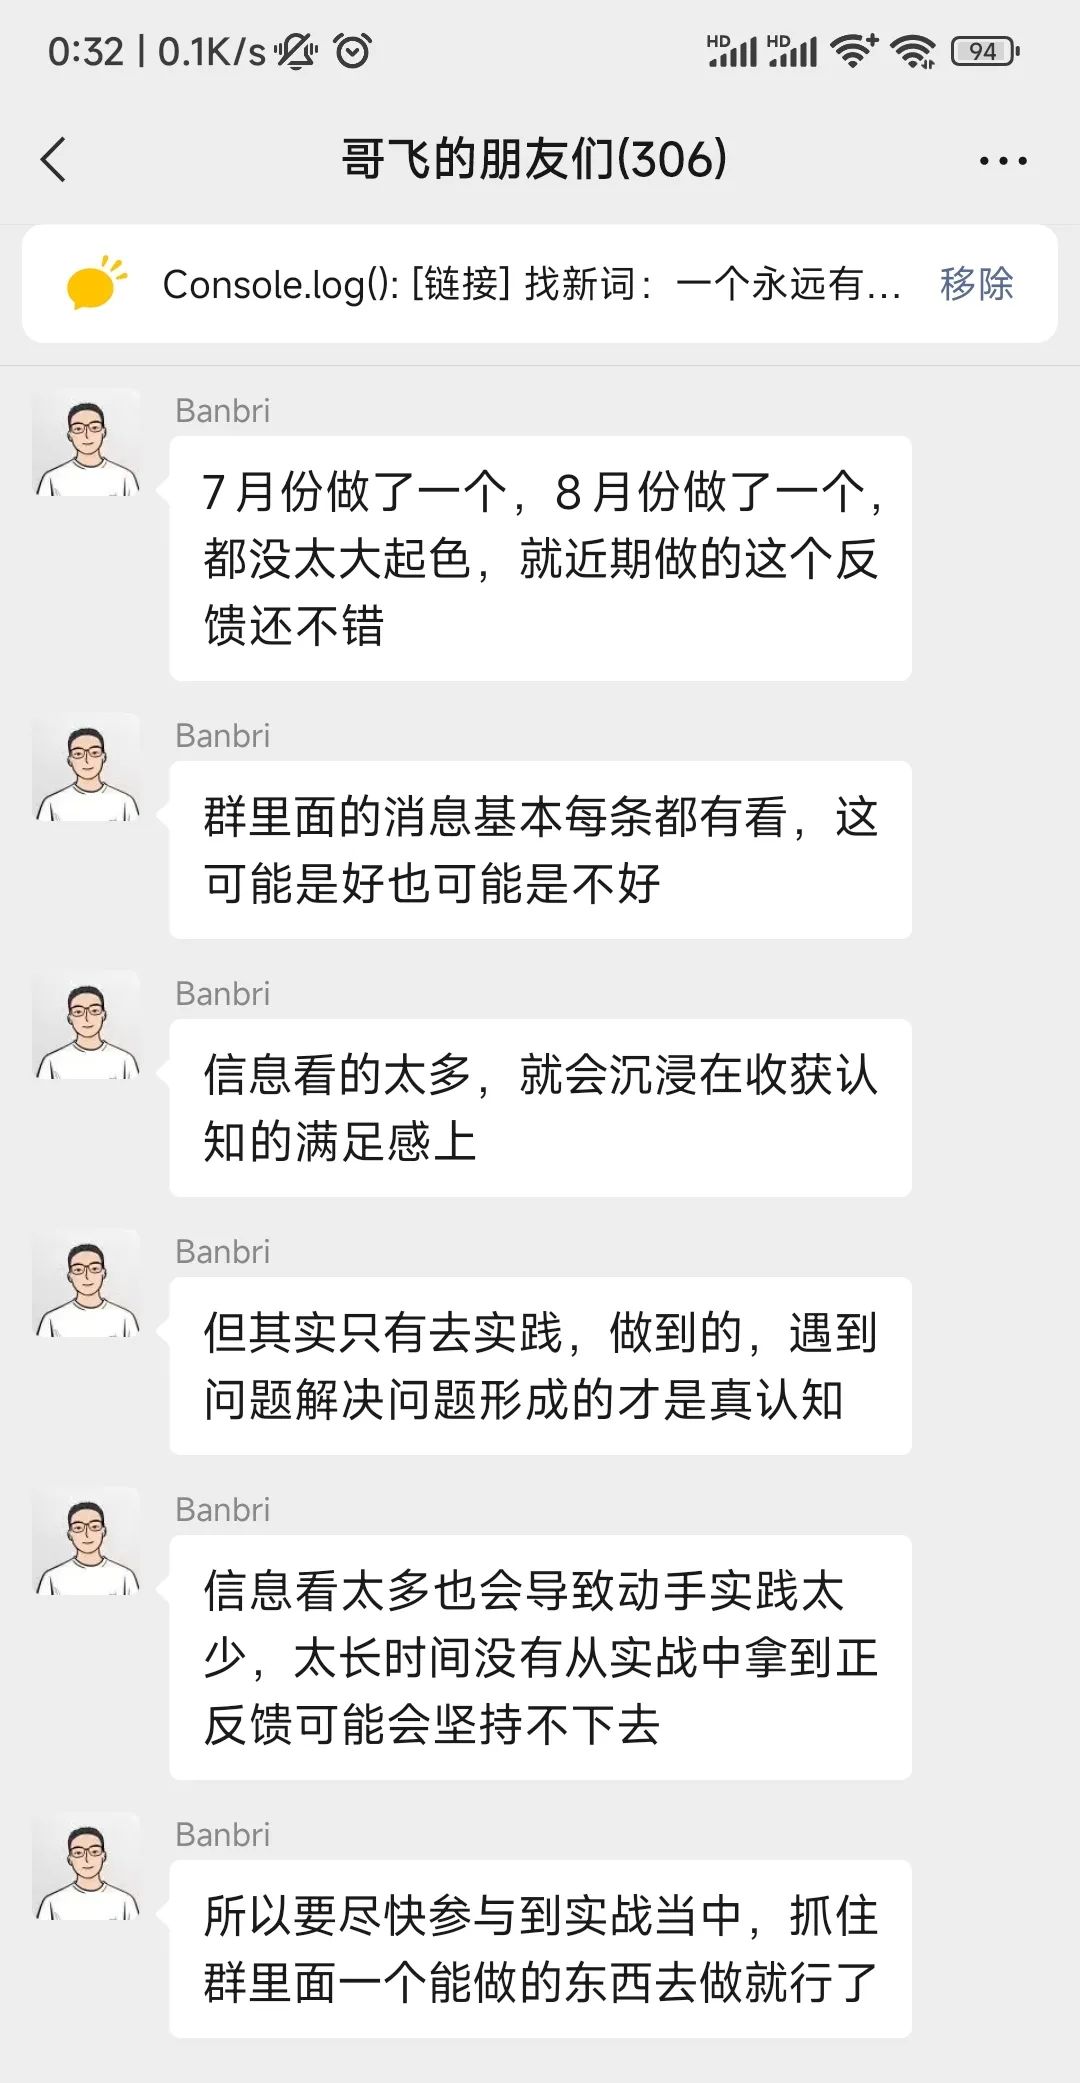 0:32 | 0.1K/s
HD HD 94
哥飞的朋友们(306)
Console.log(): [链接] 找新词：一个永远有... 移除
Banbri
7月份做了一个，8月份做了一个，
都没太大起色，就近期做的这个反
馈还不错
Banbri
群里面的消息基本每条都有看，这
可能是好也可能是不好
Banbri
信息看的太多，就会沉浸在收获认
知的满足感上
Banbri
但其实只有去实践，做到的，遇到
问题解决问题形成的才是真认知
Banbri
信息看太多也会导致动手实践太
少，太长时间没有从实战中拿到正
反馈可能会坚持不下去
Banbri
所以要尽快参与到实战当中，抓住
群里面一个能做的东西去做就行了